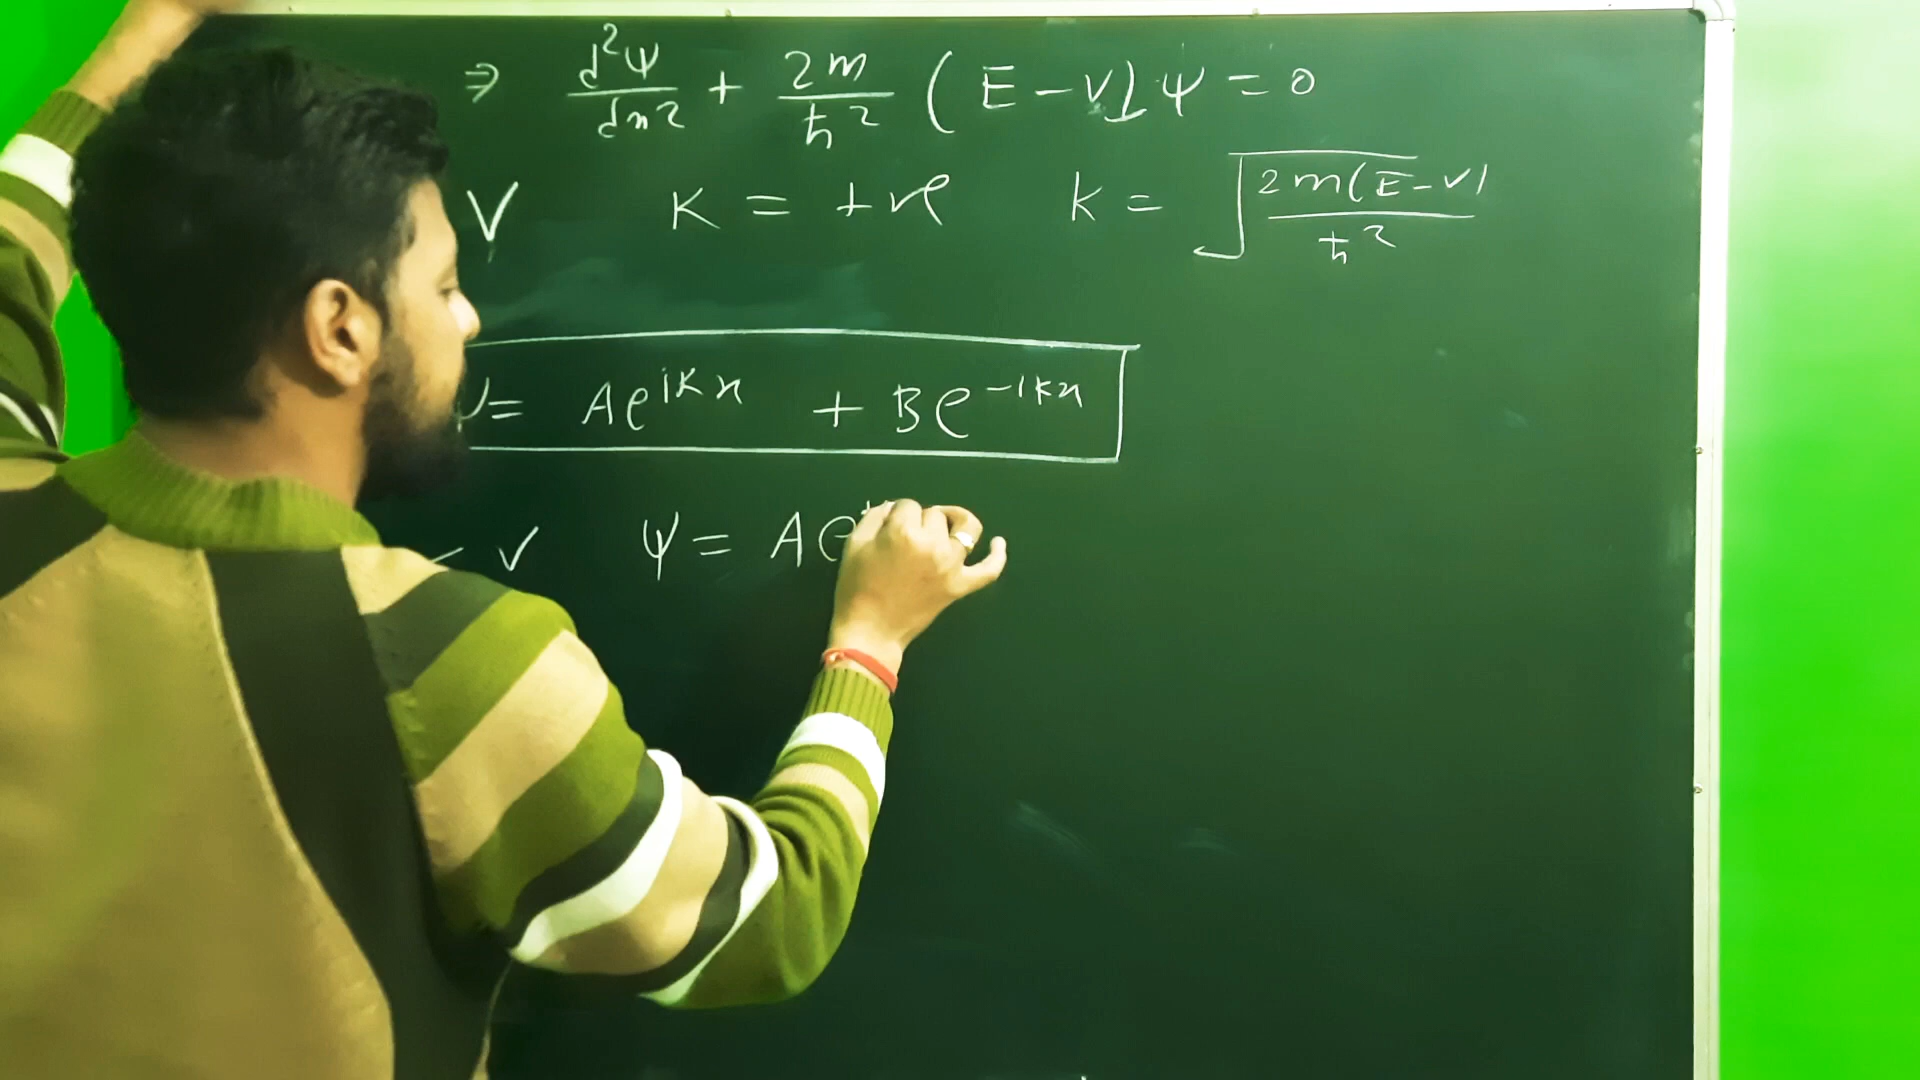 ⇒ d²ψ/dx² + 2m/ħ² (E - V) ψ = 0
V K = +ve k = √(2m(E-V)/ħ²)
ψ = Ae^{ikx} + Be^{-ikx}
< V ψ = Ae